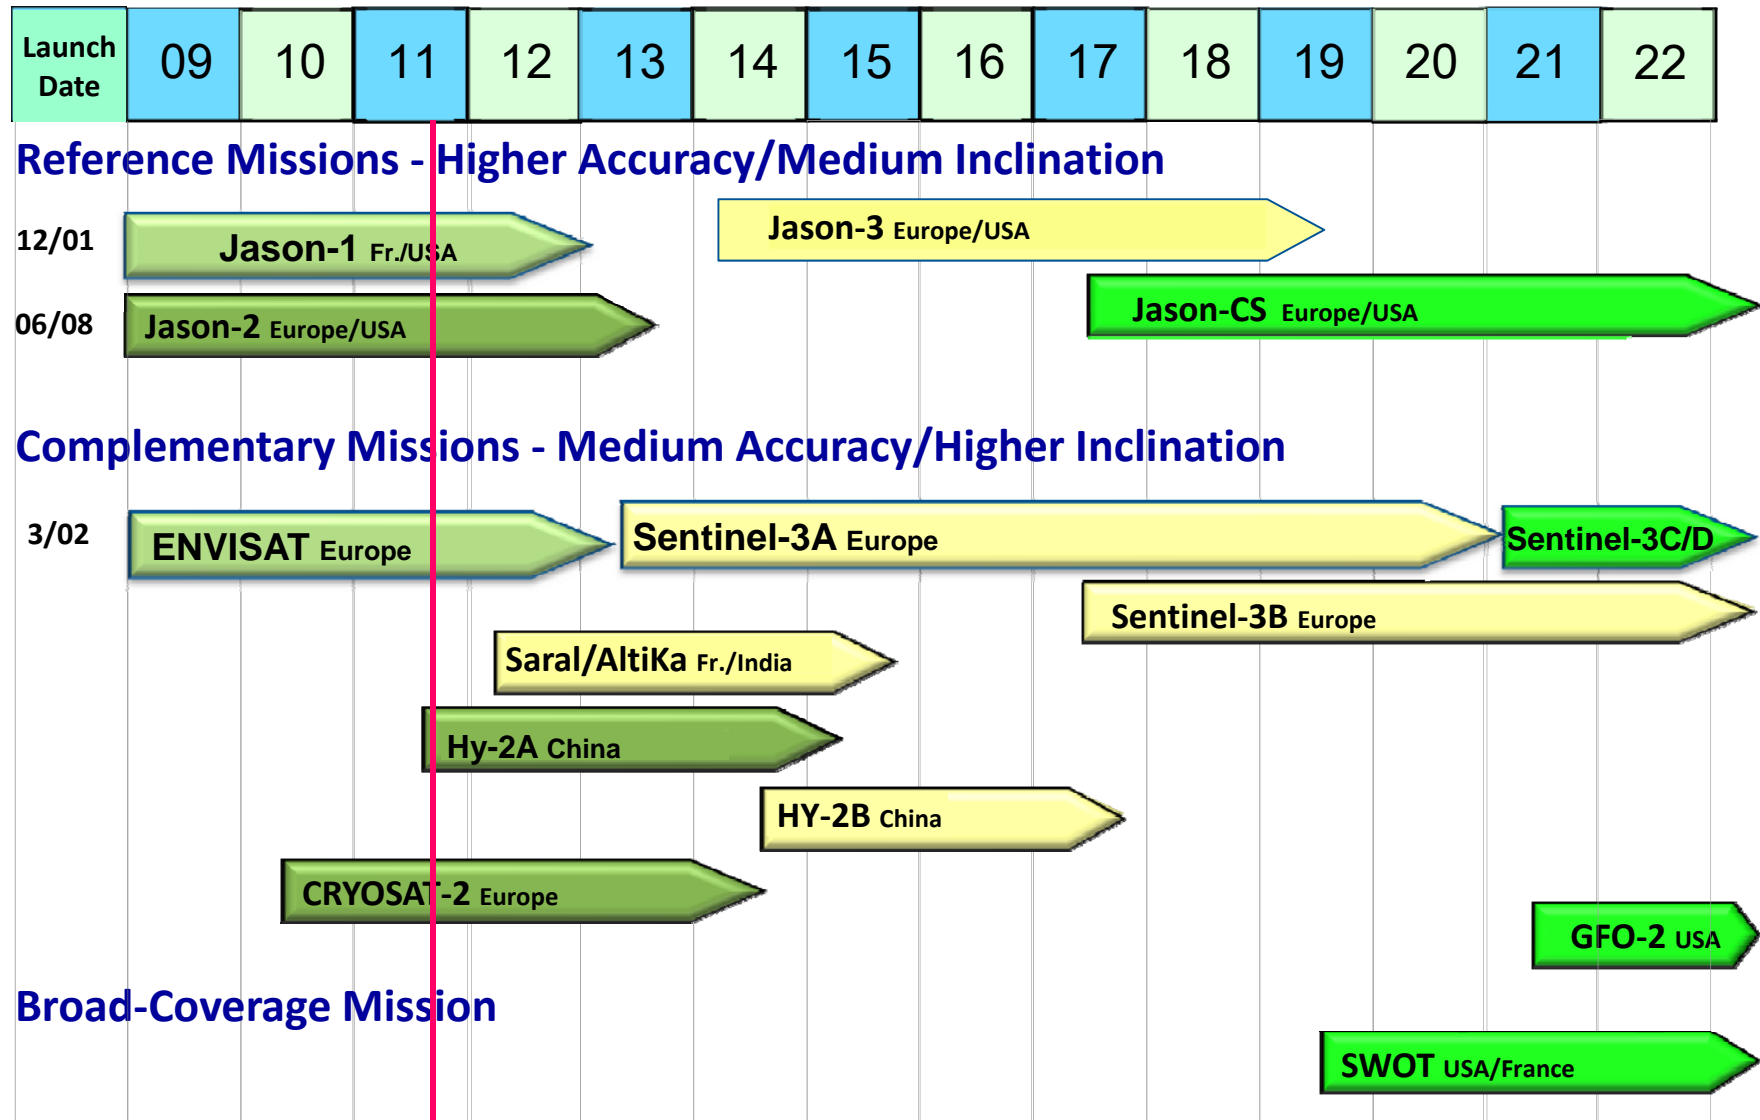 Launch Date 09 10 11 12 13 14 15 16 17 18 19 20 21 22
Reference Missions - Higher Accuracy/Medium Inclination
12/01 Jason-1 Fr./USA Jason-3 Europe/USA
06/08 Jason-2 Europe/USA Jason-CS Europe/USA
Complementary Missions - Medium Accuracy/Higher Inclination
3/02 ENVISAT Europe Sentinel-3A Europe Sentinel-3C/D
Sentinel-3B Europe
Saral/AltiKa Fr./India
Hy-2A China
HY-2B China
CRYOSAT-2 Europe
GFO-2 USA
Broad-Coverage Mission
SWOT USA/France